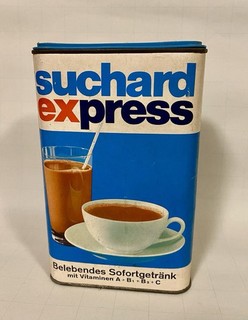 suchard
express
Belebendes Sofortgetränk
mit Vitaminen A · B₁ · B₂ · C